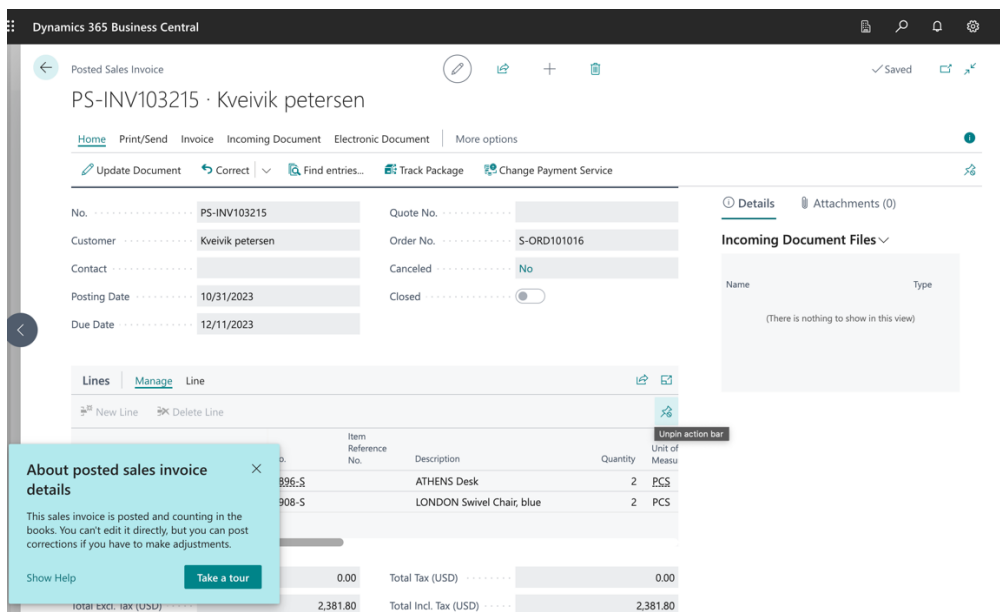 Dynamics 365 Business Central
Posted Sales Invoice
Saved
PS-INV103215 · Kveivik petersen
Home Print/Send Invoice Incoming Document Electronic Document More options
Update Document Correct Find entries... Track Package Change Payment Service
No. PS-INV103215 Quote No.
Customer Kveivik petersen Order No. S-ORD101016
Contact Canceled No
Posting Date 10/31/2023 Closed
Due Date 12/11/2023
Details Attachments (0)
Incoming Document Files
Name Type
(There is nothing to show in this view)
Lines Manage Line
New Line Delete Line
Unpin action bar
Item
Reference
No.
Description Quantity
Unit of
Measu
896-S ATHENS Desk 2 PCS
908-S LONDON Swivel Chair, blue 2 PCS
0.00 Total Tax (USD) 0.00
Total Excl. Tax (USD) 2,381.80 Total Incl. Tax (USD) 2,381.80
About posted sales invoice
details
This sales invoice is posted and counting in the
books. You can't edit it directly, but you can post
corrections if you have to make adjustments.
Show Help Take a tour